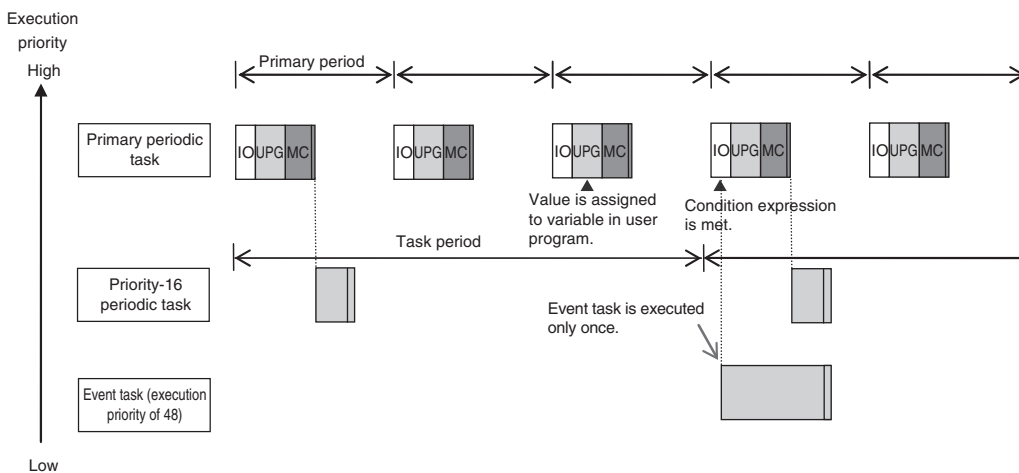 Execution
priority
High
Primary period
Primary periodic
task
IO UPG MC
IO UPG MC
IO UPG MC
IO UPG MC
IO UPG MC
Value is assigned
to variable in user
program.
Condition expression
is met.
Task period
Priority-16
periodic task
Event task is executed
only once.
Event task (execution
priority of 48)
Low